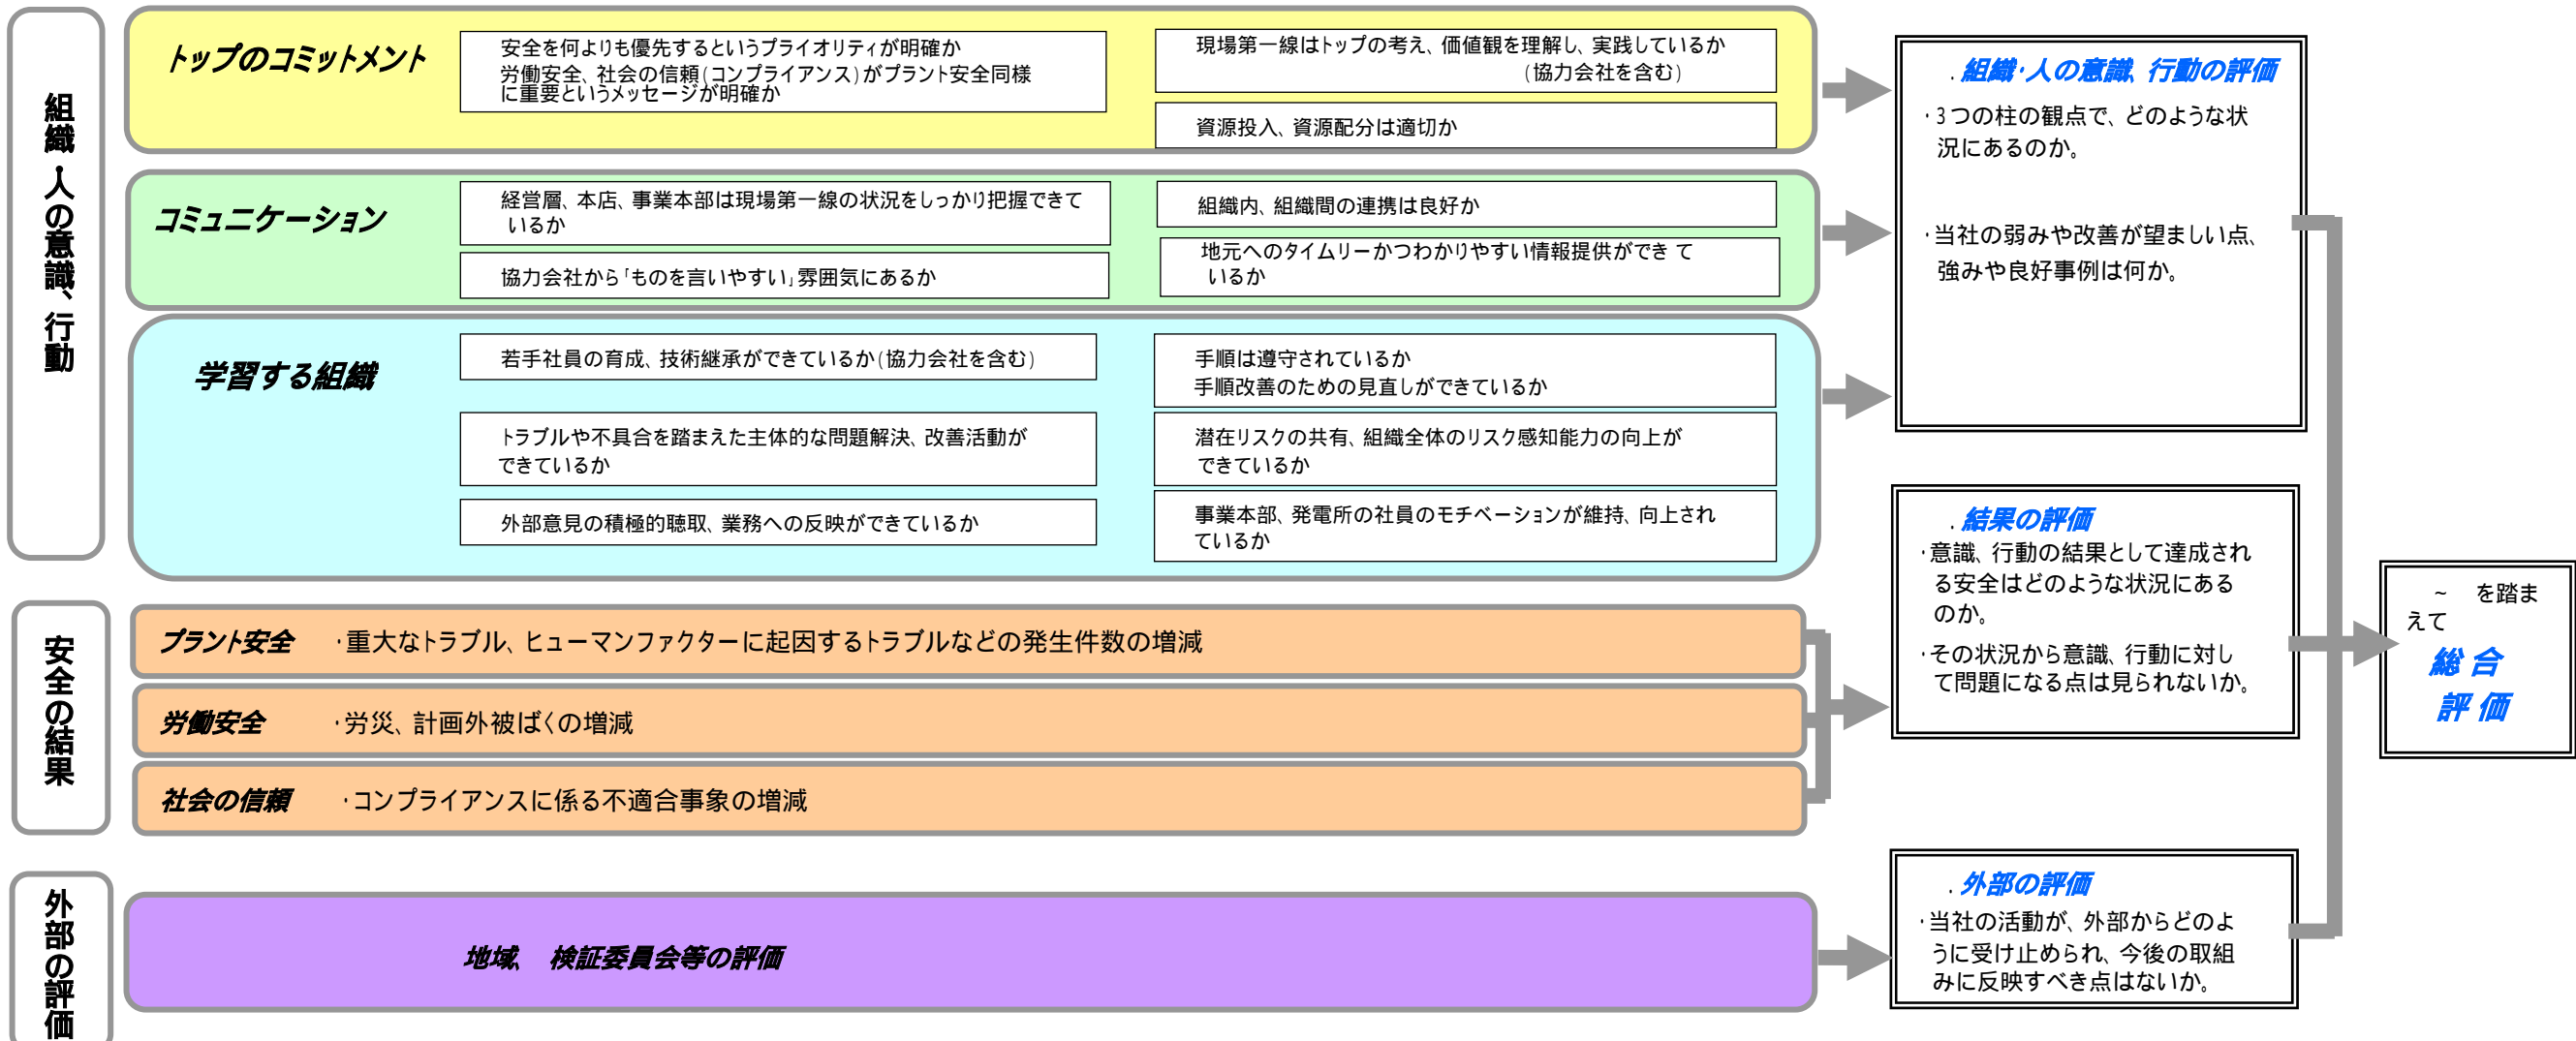 組織・人の意識、行動
トップのコミットメント
安全を何よりも優先するというプライオリティが明確か
労働安全、社会の信頼(コンプライアンス)がプラント安全同様
に重要というメッセージが明確か
現場第一線はトップの考え、価値観を理解し、実践しているか
(協力会社を含む)
資源投入、資源配分は適切か
コミュニケーション
経営層、本店、事業本部は現場第一線の状況をしっかり把握できて
いるか
協力会社から「ものを言いやすい」雰囲気にあるか
組織内、組織間の連携は良好か
地元へのタイムリーかつわかりやすい情報提供ができ て
いるか
学習する組織
若手社員の育成、技術継承ができているか(協力会社を含む)
トラブルや不具合を踏まえた主体的な問題解決、改善活動が
できているか
外部意見の積極的聴取、業務への反映ができているか
手順は遵守されているか
手順改善のための見直しができているか
潜在リスクの共有、組織全体のリスク感知能力の向上が
できているか
事業本部、発電所の社員のモチベーションが維持、向上され
ているか
. 組織・人の意識、行動の評価
・3つの柱の観点で、どのような状
況にあるのか。
・当社の弱みや改善が望ましい点、
強みや良好事例は何か。
安全の結果
プラント安全 ・重大なトラブル、ヒューマンファクターに起因するトラブルなどの発生件数の増減
労働安全 ・労災、計画外被ばくの増減
社会の信頼 ・コンプライアンスに係る不適合事象の増減
. 結果の評価
・意識、行動の結果として達成され
る安全はどのような状況にある
のか。
・その状況から意識、行動に対し
て問題になる点は見られないか。
外部の評価
地域、 検証委員会等の評価
. 外部の評価
・当社の活動が、外部からどのよ
うに受け止められ、今後の取組
みに反映すべき点はないか。
~ を踏ま
えて
総 合
評 価